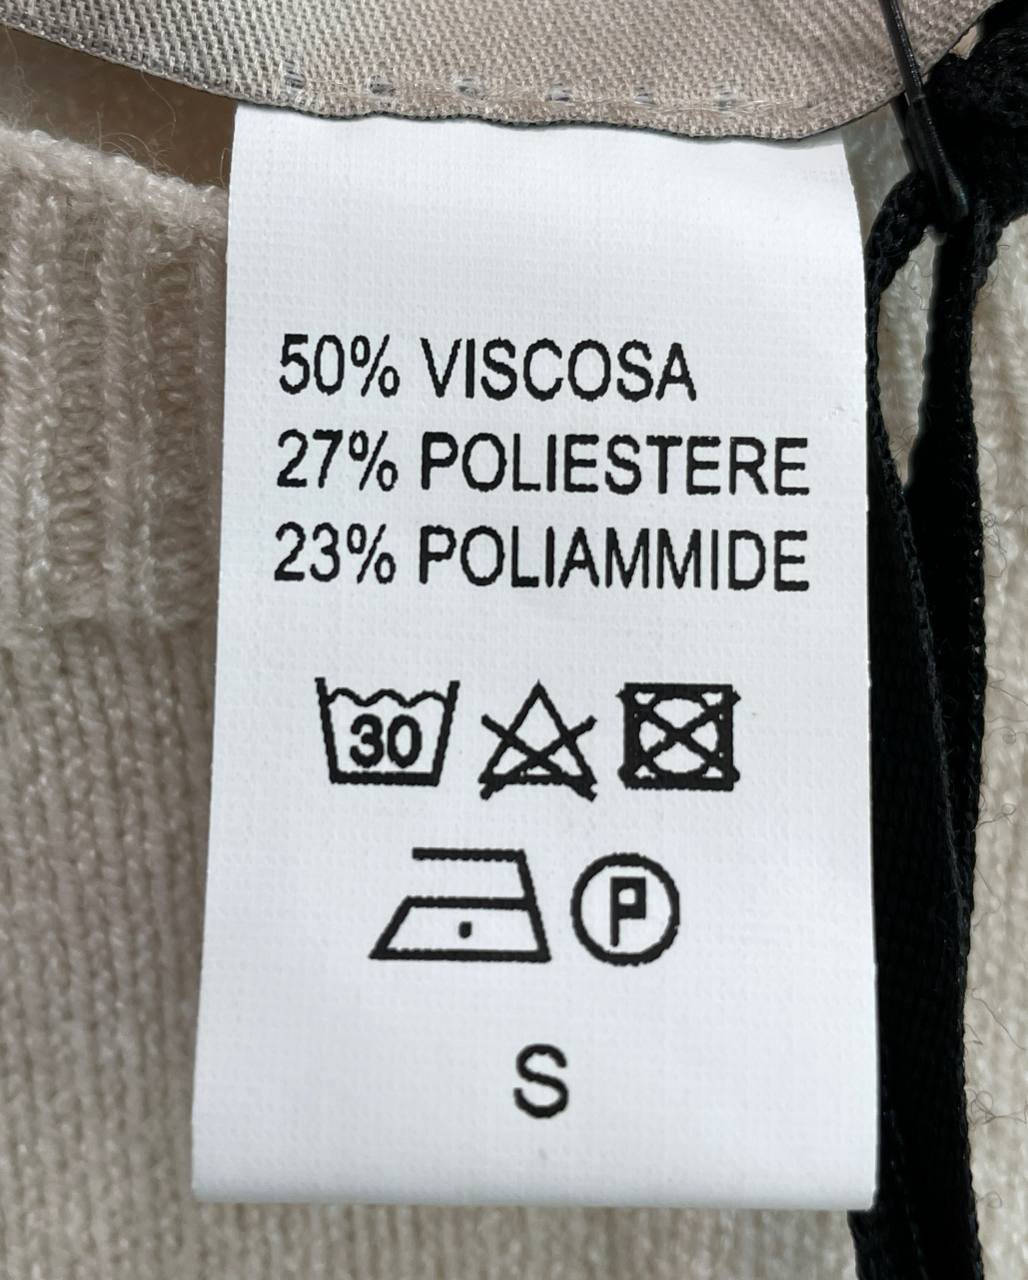 50% VISCOSA
27% POLIESTERE
23% POLIAMMIDE
30
P
S